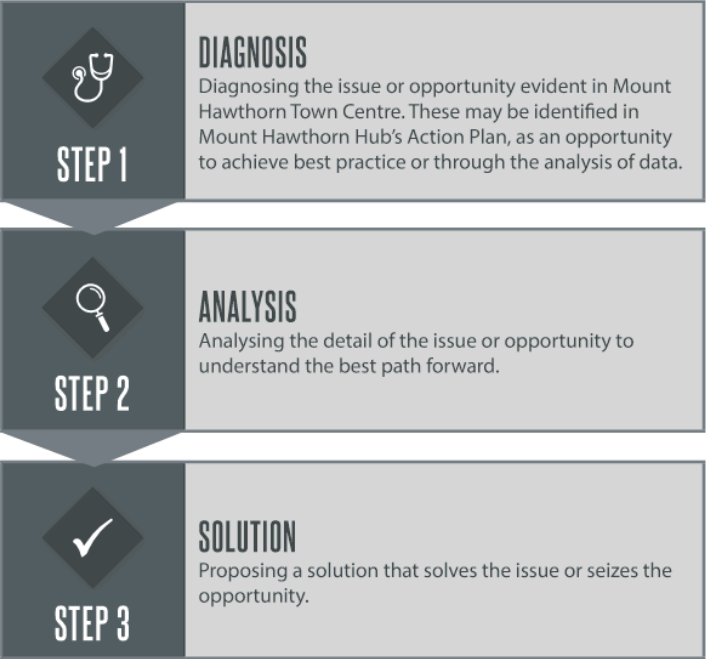 DIAGNOSIS
Diagnosing the issue or opportunity evident in Mount
Hawthorn Town Centre. These may be identified in
Mount Hawthorn Hub's Action Plan, as an opportunity
to achieve best practice or through the analysis of data.
STEP 1
ANALYSIS
Analysing the detail of the issue or opportunity to
understand the best path forward.
STEP 2
SOLUTION
Proposing a solution that solves the issue or seizes the
opportunity.
STEP 3